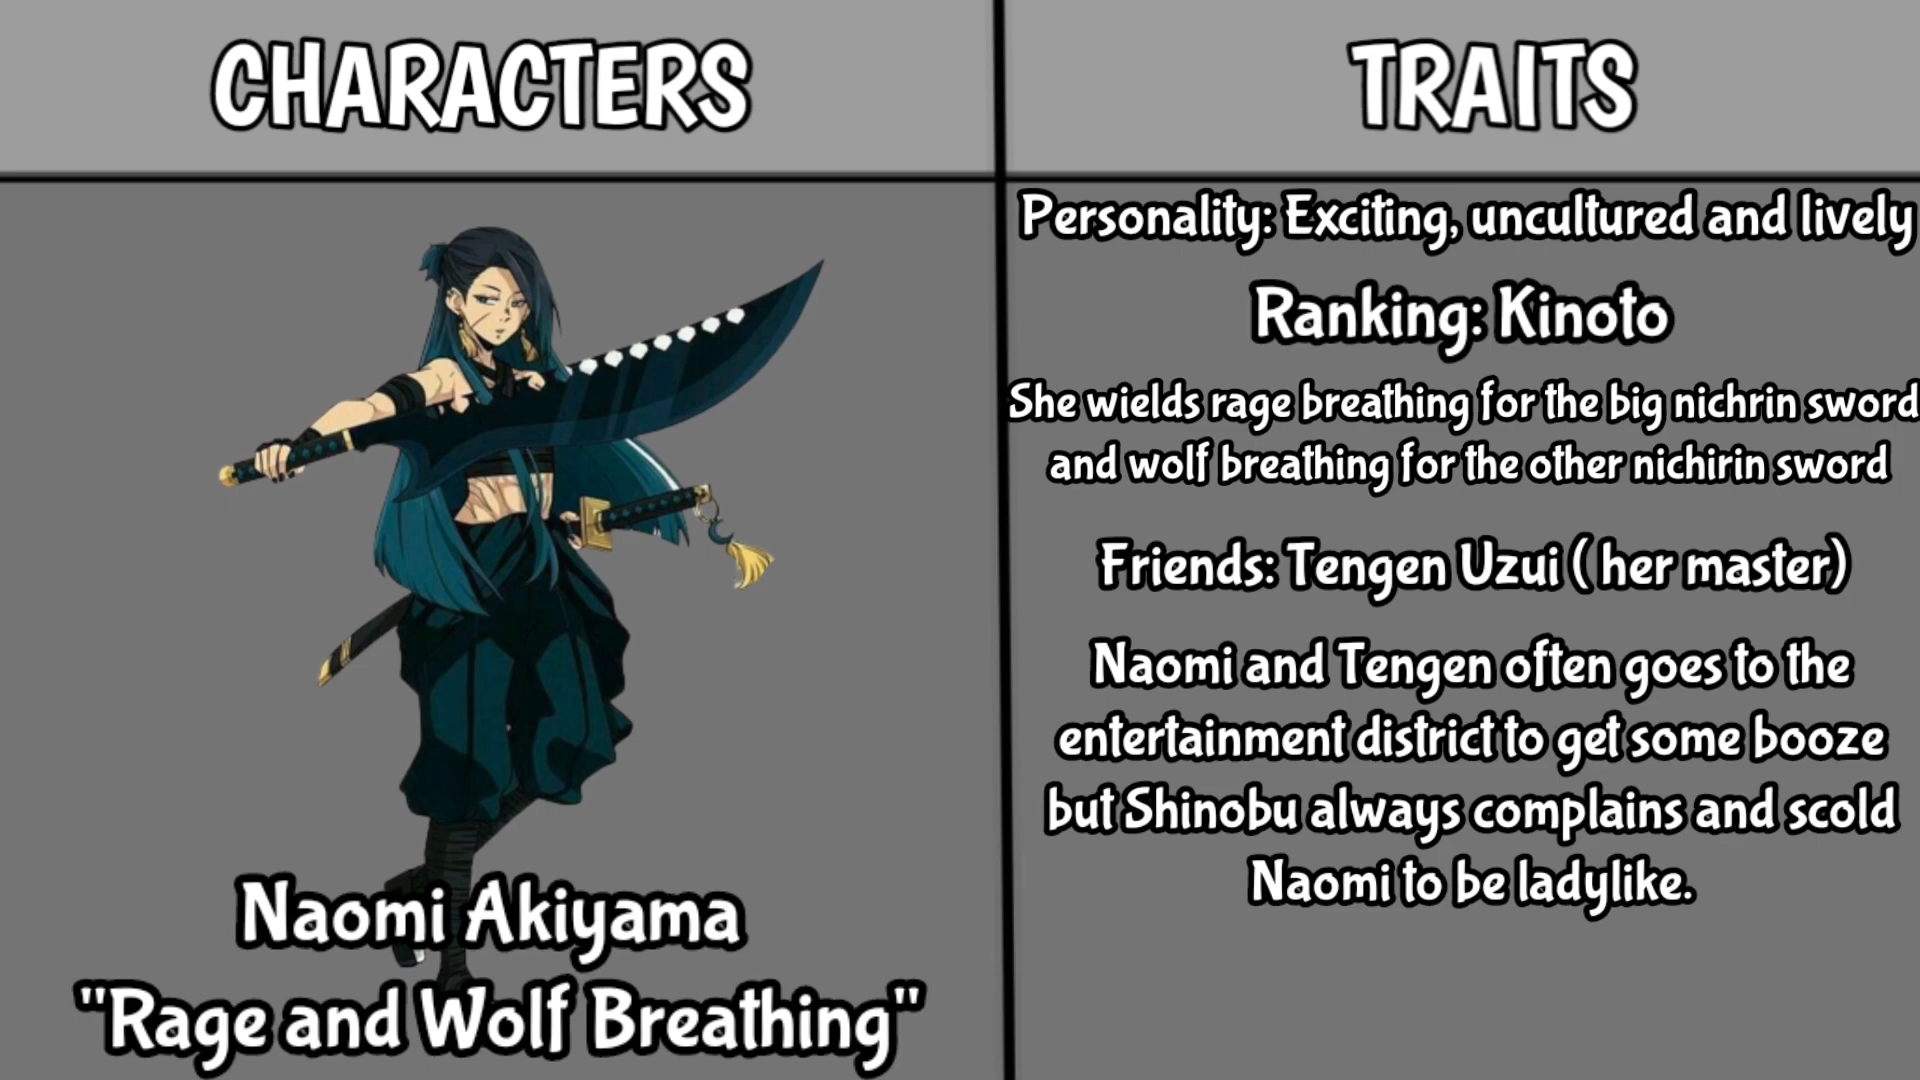 CHARACTERS
TRAITS
Personality: Exciting, uncultured and lively
Ranking: Kinoto
She wields rage breathing for the big nichrin sword
and wolf breathing for the other nichirin sword
Friends: Tengen Uzui ( her master)
Naomi and Tengen often goes to the
entertainment district to get some booze
but Shinobu always complains and scold
Naomi to be ladylike.
Naomi Akiyama
"Rage and Wolf Breathing"